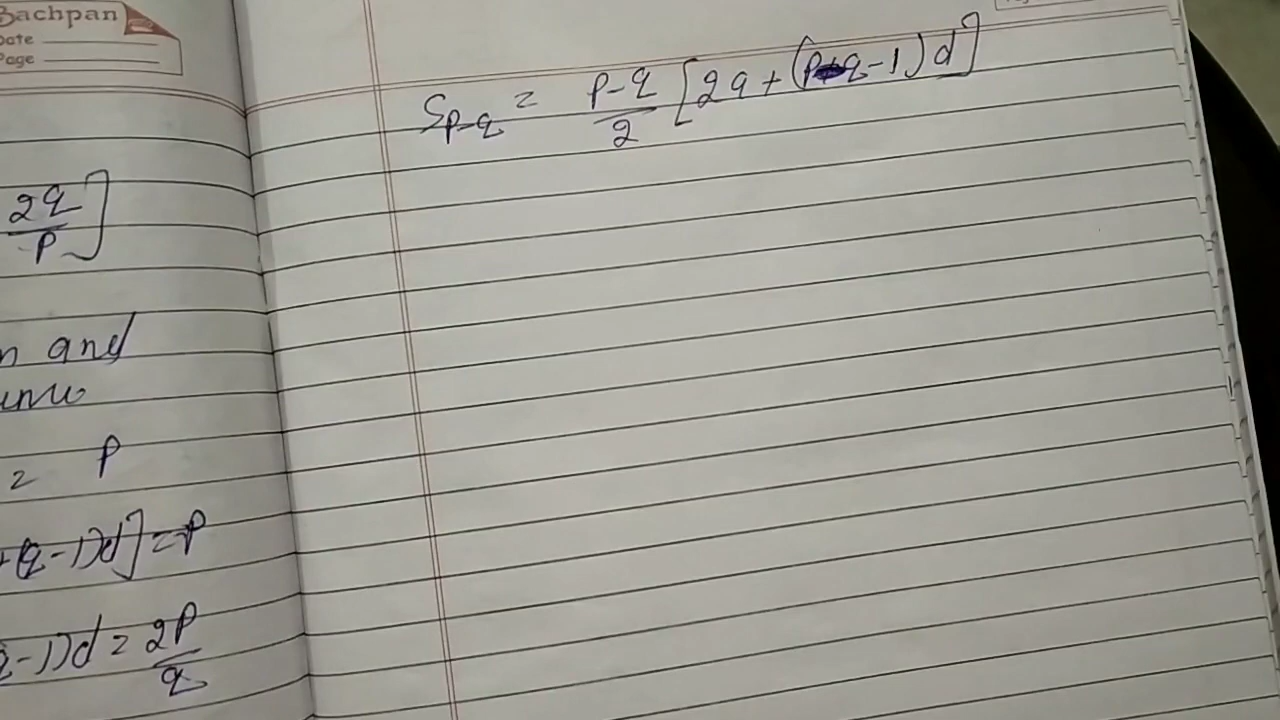 Bachpan
Date
Page
2q/p]
n and
= p
+(q-1)d] = p
q-1)d = 2p/q
S_{p-q} = p-q/2 [2a + (p-q-1)d]